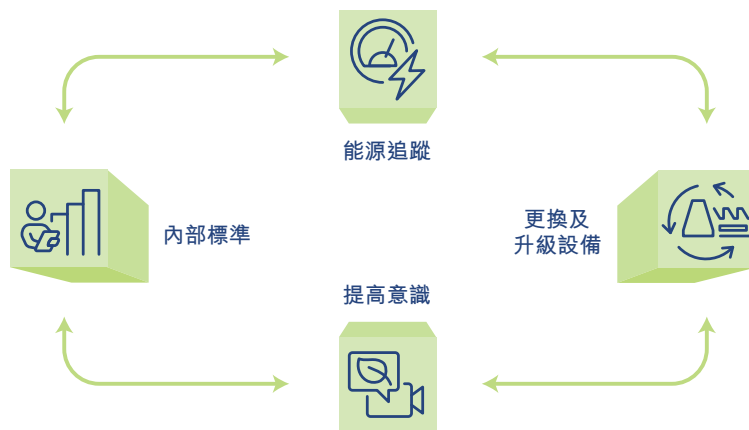 能源追蹤
內部標準
更換及
升級設備
提高意識